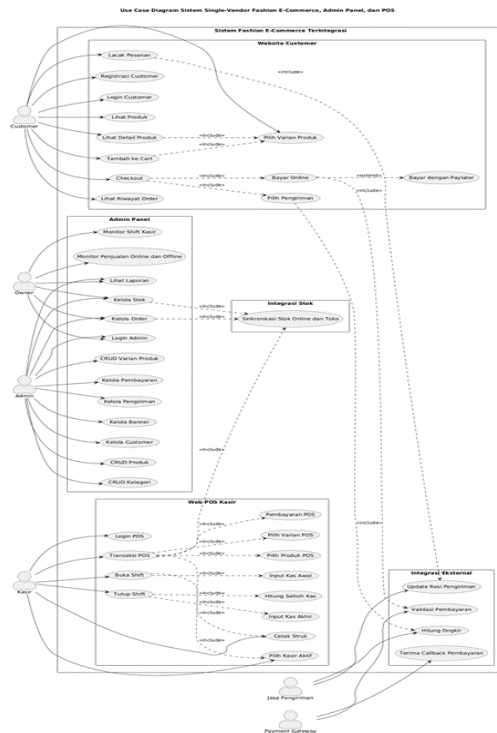 Use Case Diagram Sistem Single-Vendor Fashion E-Commerce, Admin Panel, dan POS
Sistem Fashion E-Commerce Terintegrasi
Website Customer
Lacak Pesanan
Registrasi Customer
«include»
Login Customer
Lihat Produk
Customer
Lihat Detail Produk
«include»
Pilih Varian Produk
«include»
Tambah ke Cart
Checkout
«include»
Bayar Online
«extend»
Bayar dengan Paylater
«include»
«include»
Lihat Riwayat Order
Pilih Pengiriman
Admin Panel
Monitor Shift Kasir
Monitor Penjualan Online dan Offline
Owner
Lihat Laporan
Kelola Stok
«include»
Integrasi Stok
Kelola Order
«include»
Sinkronisasi Stok Online dan Toko
Login Admin
CRUD Varian Produk
Kelola Pembayaran
Admin
Kelola Pengiriman
Kelola Banner
Kelola Customer
«include»
CRUD Produk
CRUD Kategori
Web-POS Kasir
Pembayaran POS
«include»
«include»
Login POS
«include»
Pilih Varian POS
Transaksi POS
«include»
Pilih Produk POS
Kasir
Buka Shift
«include»
Input Kas Awal
Tutup Shift
«include»
Hitung Selisih Kas
«include»
Input Kas Akhir
«include»
Cetak Struk
«include»
Pilih Kasir Aktif
Integrasi Eksternal
Update Resi Pengiriman
Validasi Pembayaran
Hitung Ongkir
Terima Callback Pembayaran
Jasa Pengiriman
Payment Gateway